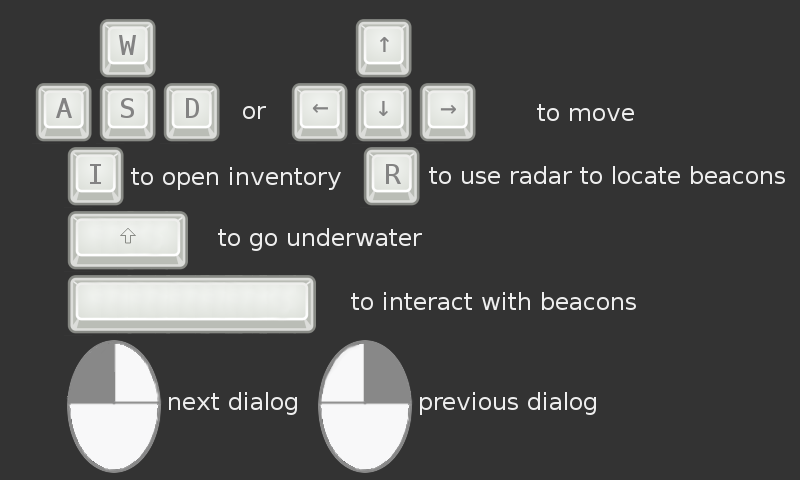 W ↑
A S D or ← ↓ → to move
I to open inventory R to use radar to locate beacons
⇧ to go underwater
to interact with beacons
next dialog previous dialog